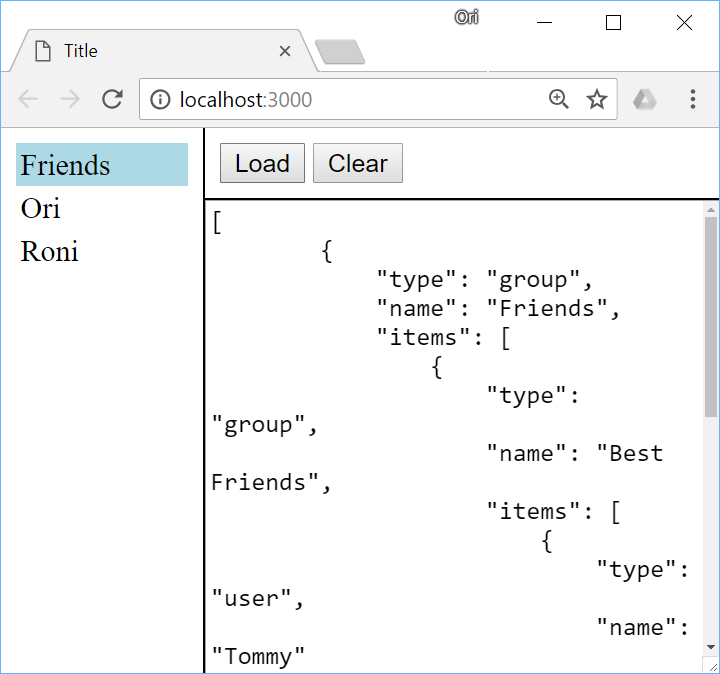 Ori
Title
localhost:3000
Friends
Ori
Roni
Load Clear
[
{
"type": "group",
"name": "Friends",
"items": [
{
"type":
"group",
"name": "Best
Friends",
"items": [
{
"type":
"user",
"name":
"Tommy"